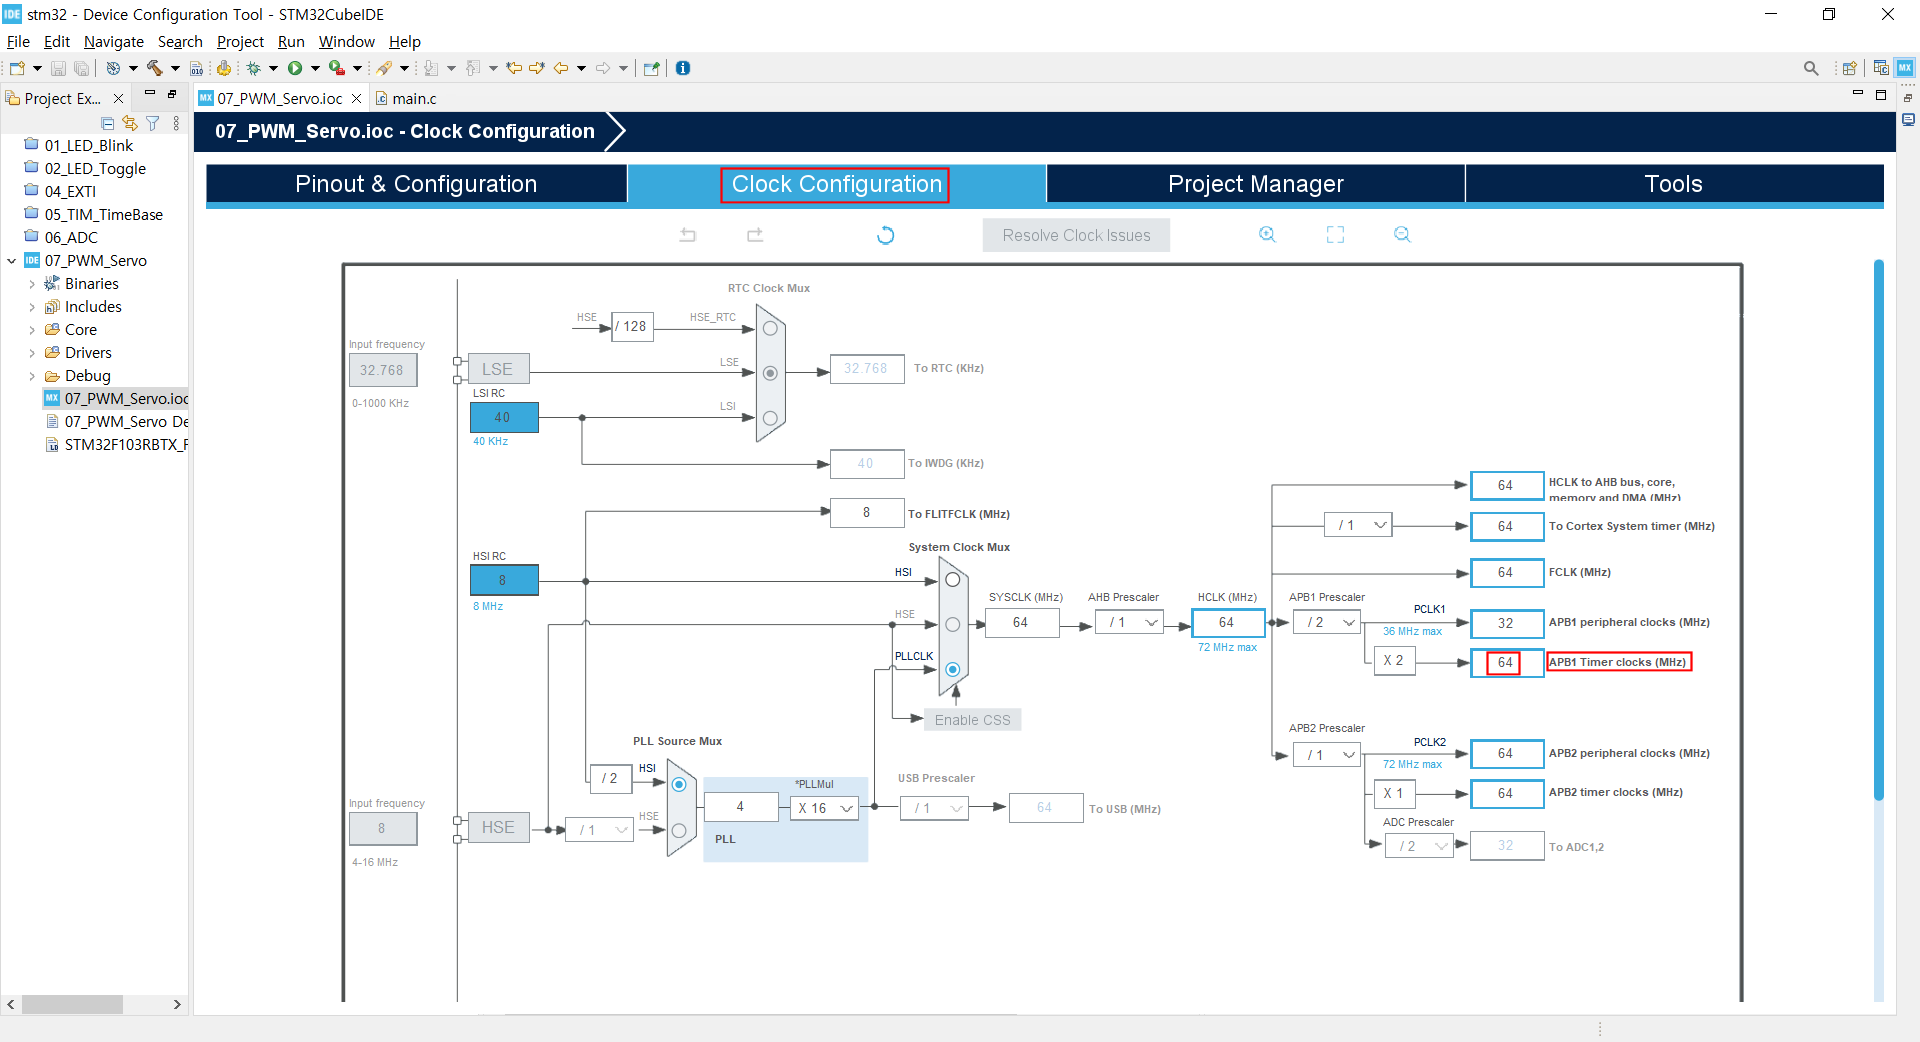 IDE stm32 - Device Configuration Tool - STM32CubeIDE
File Edit Navigate Search Project Run Window Help
Project Ex...
07_PWM_Servo.ioc
main.c
01_LED_Blink
02_LED_Toggle
04_EXTI
05_TIM_TimeBase
06_ADC
IDE 07_PWM_Servo
Binaries
Includes
Core
Drivers
Debug
MX 07_PWM_Servo.ioc
07_PWM_Servo De
STM32F103RBTX_F
07_PWM_Servo.ioc - Clock Configuration
Pinout & Configuration
Clock Configuration
Project Manager
Tools
Resolve Clock Issues
RTC Clock Mux
HSE
/ 128
HSE_RTC
Input frequency
32.768
0-1000 KHz
LSE
LSE
32.768
To RTC (KHz)
LSI RC
40
40 KHz
LSI
40
To IWDG (KHz)
8
To FLITFCLK (MHz)
HSI RC
8
8 MHz
System Clock Mux
HSI
HSE
PLLCLK
Enable CSS
SYSCLK (MHz)
64
AHB Prescaler
/ 1
HCLK (MHz)
64
72 MHz max
64
HCLK to AHB bus, core,
memory and DMA (MHz)
/ 1
64
To Cortex System timer (MHz)
64
FCLK (MHz)
APB1 Prescaler
/ 2
PCLK1
36 MHz max
32
APB1 peripheral clocks (MHz)
X 2
64
APB1 Timer clocks (MHz)
APB2 Prescaler
/ 1
PCLK2
72 MHz max
64
APB2 peripheral clocks (MHz)
X 1
64
APB2 timer clocks (MHz)
ADC Prescaler
/ 2
32
To ADC1,2
PLL Source Mux
/ 2
HSI
HSE
4
*PLLMul
X 16
PLL
USB Prescaler
/ 1
64
To USB (MHz)
Input frequency
8
4-16 MHz
HSE
/ 1